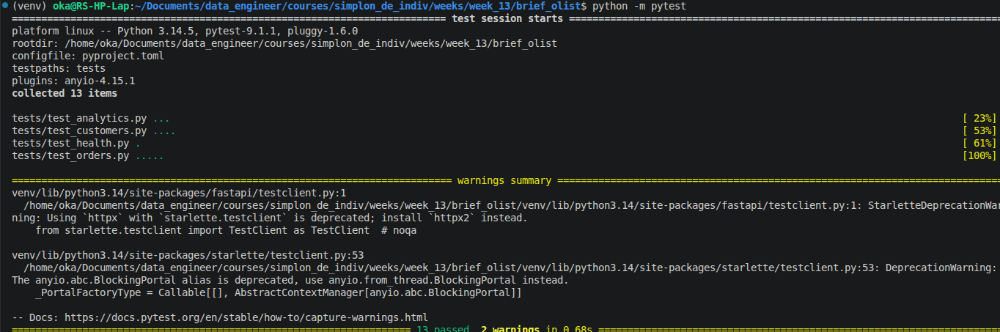 (venv) oka@RS-HP-Lap:~/Documents/data_engineer/courses/simplon_de_indiv/weeks/week_13/brief_olist$ python -m pytest
========================================================================== test session starts ==========================================================================
platform linux -- Python 3.14.5, pytest-9.1.1, pluggy-1.6.0
rootdir: /home/oka/Documents/data_engineer/courses/simplon_de_indiv/weeks/week_13/brief_olist
configfile: pyproject.toml
testpaths: tests
plugins: anyio-4.15.1
collected 13 items
tests/test_analytics.py ... [ 23%]
tests/test_customers.py .... [ 53%]
tests/test_health.py . [ 61%]
tests/test_orders.py ..... [100%]
=========================================================================== warnings summary ===========================================================================
venv/lib/python3.14/site-packages/fastapi/testclient.py:1
/home/oka/Documents/data_engineer/courses/simplon_de_indiv/weeks/week_13/brief_olist/venv/lib/python3.14/site-packages/fastapi/testclient.py:1: StarletteDeprecationWar
ning: Using `httpx` with `starlette.testclient` is deprecated; install `httpx2` instead.
from starlette.testclient import TestClient as TestClient # noqa
venv/lib/python3.14/site-packages/starlette/testclient.py:53
/home/oka/Documents/data_engineer/courses/simplon_de_indiv/weeks/week_13/brief_olist/venv/lib/python3.14/site-packages/starlette/testclient.py:53: DeprecationWarning:
The anyio.abc.BlockingPortal alias is deprecated, use anyio.from_thread.BlockingPortal instead.
_PortalFactoryType = Callable[[], AbstractContextManager[anyio.abc.BlockingPortal]]
-- Docs: https://docs.pytest.org/en/stable/how-to/capture-warnings.html
==================================================================== 13 passed, 2 warnings in 0.68s ====================================================================